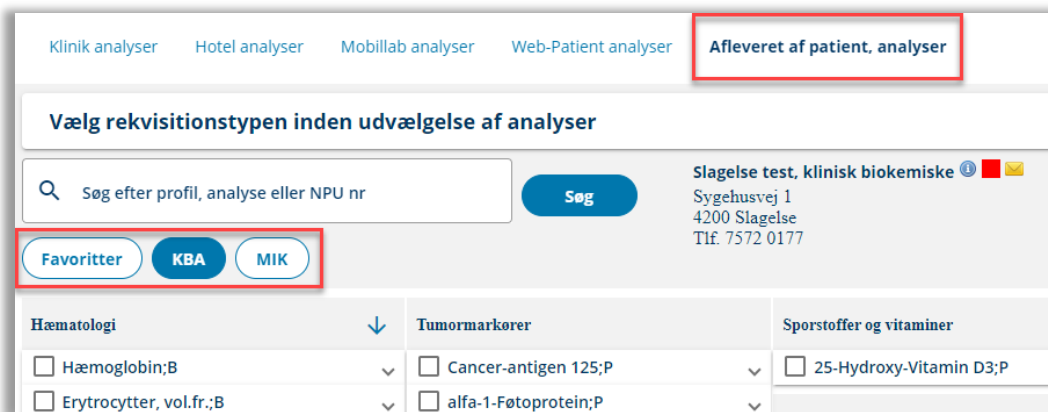 Klinik analyser Hotel analyser Mobillab analyser Web-Patient analyser Afleveret af patient, analyser
Vælg rekvisitionstypen inden udvælgelse af analyser
Søg efter profil, analyse eller NPU nr
Søg
Slagelse test, klinisk biokemiske
Sygehusvej 1
4200 Slagelse
Tlf. 7572 0177
Favoritter KBA MIK
Hæmatologi Tumormarkører Sporstoffer og vitaminer
Hæmoglobin;B Cancer-antigen 125;P 25-Hydroxy-Vitamin D3;P
Erytrocytter, vol.fr.;B alfa-1-Føtoprotein;P